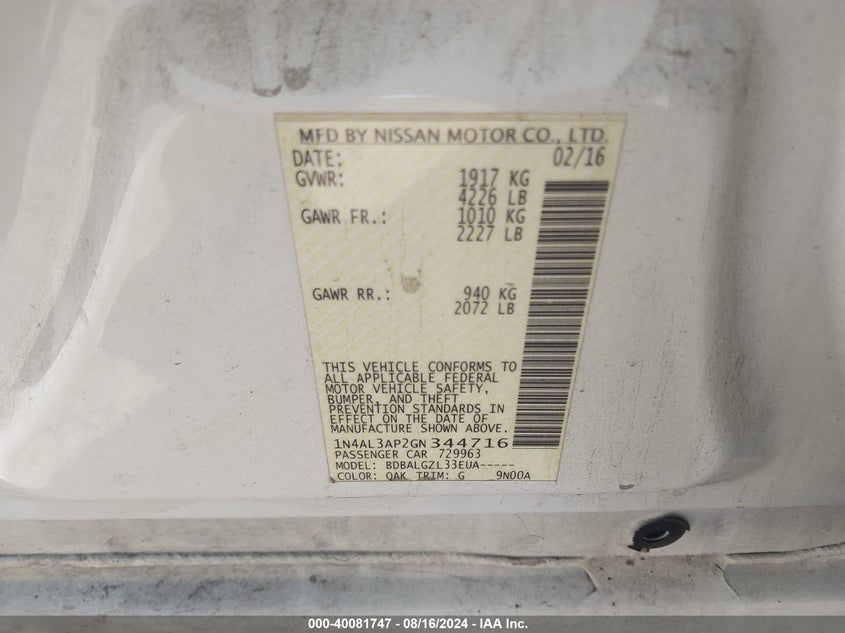 MFD BY NISSAN MOTOR CO., LTD.
DATE: 02/16
GVWR: 1917 KG
4226 LB
GAWR FR.: 1010 KG
2227 LB
GAWR RR.: 940 KG
2072 LB
THIS VEHICLE CONFORMS TO
ALL APPLICABLE FEDERAL
MOTOR VEHICLE SAFETY,
BUMPER, AND THEFT
PREVENTION STANDARDS IN
EFFECT ON THE DATE OF
MANUFACTURE SHOWN ABOVE.
1N4AL3AP2GN344716
PASSENGER CAR 729963
MODEL: BDBALGZL33EUA-----
COLOR: QAK TRIM: G 9N00A
000-40081747 - 08/16/2024 - IAA Inc.